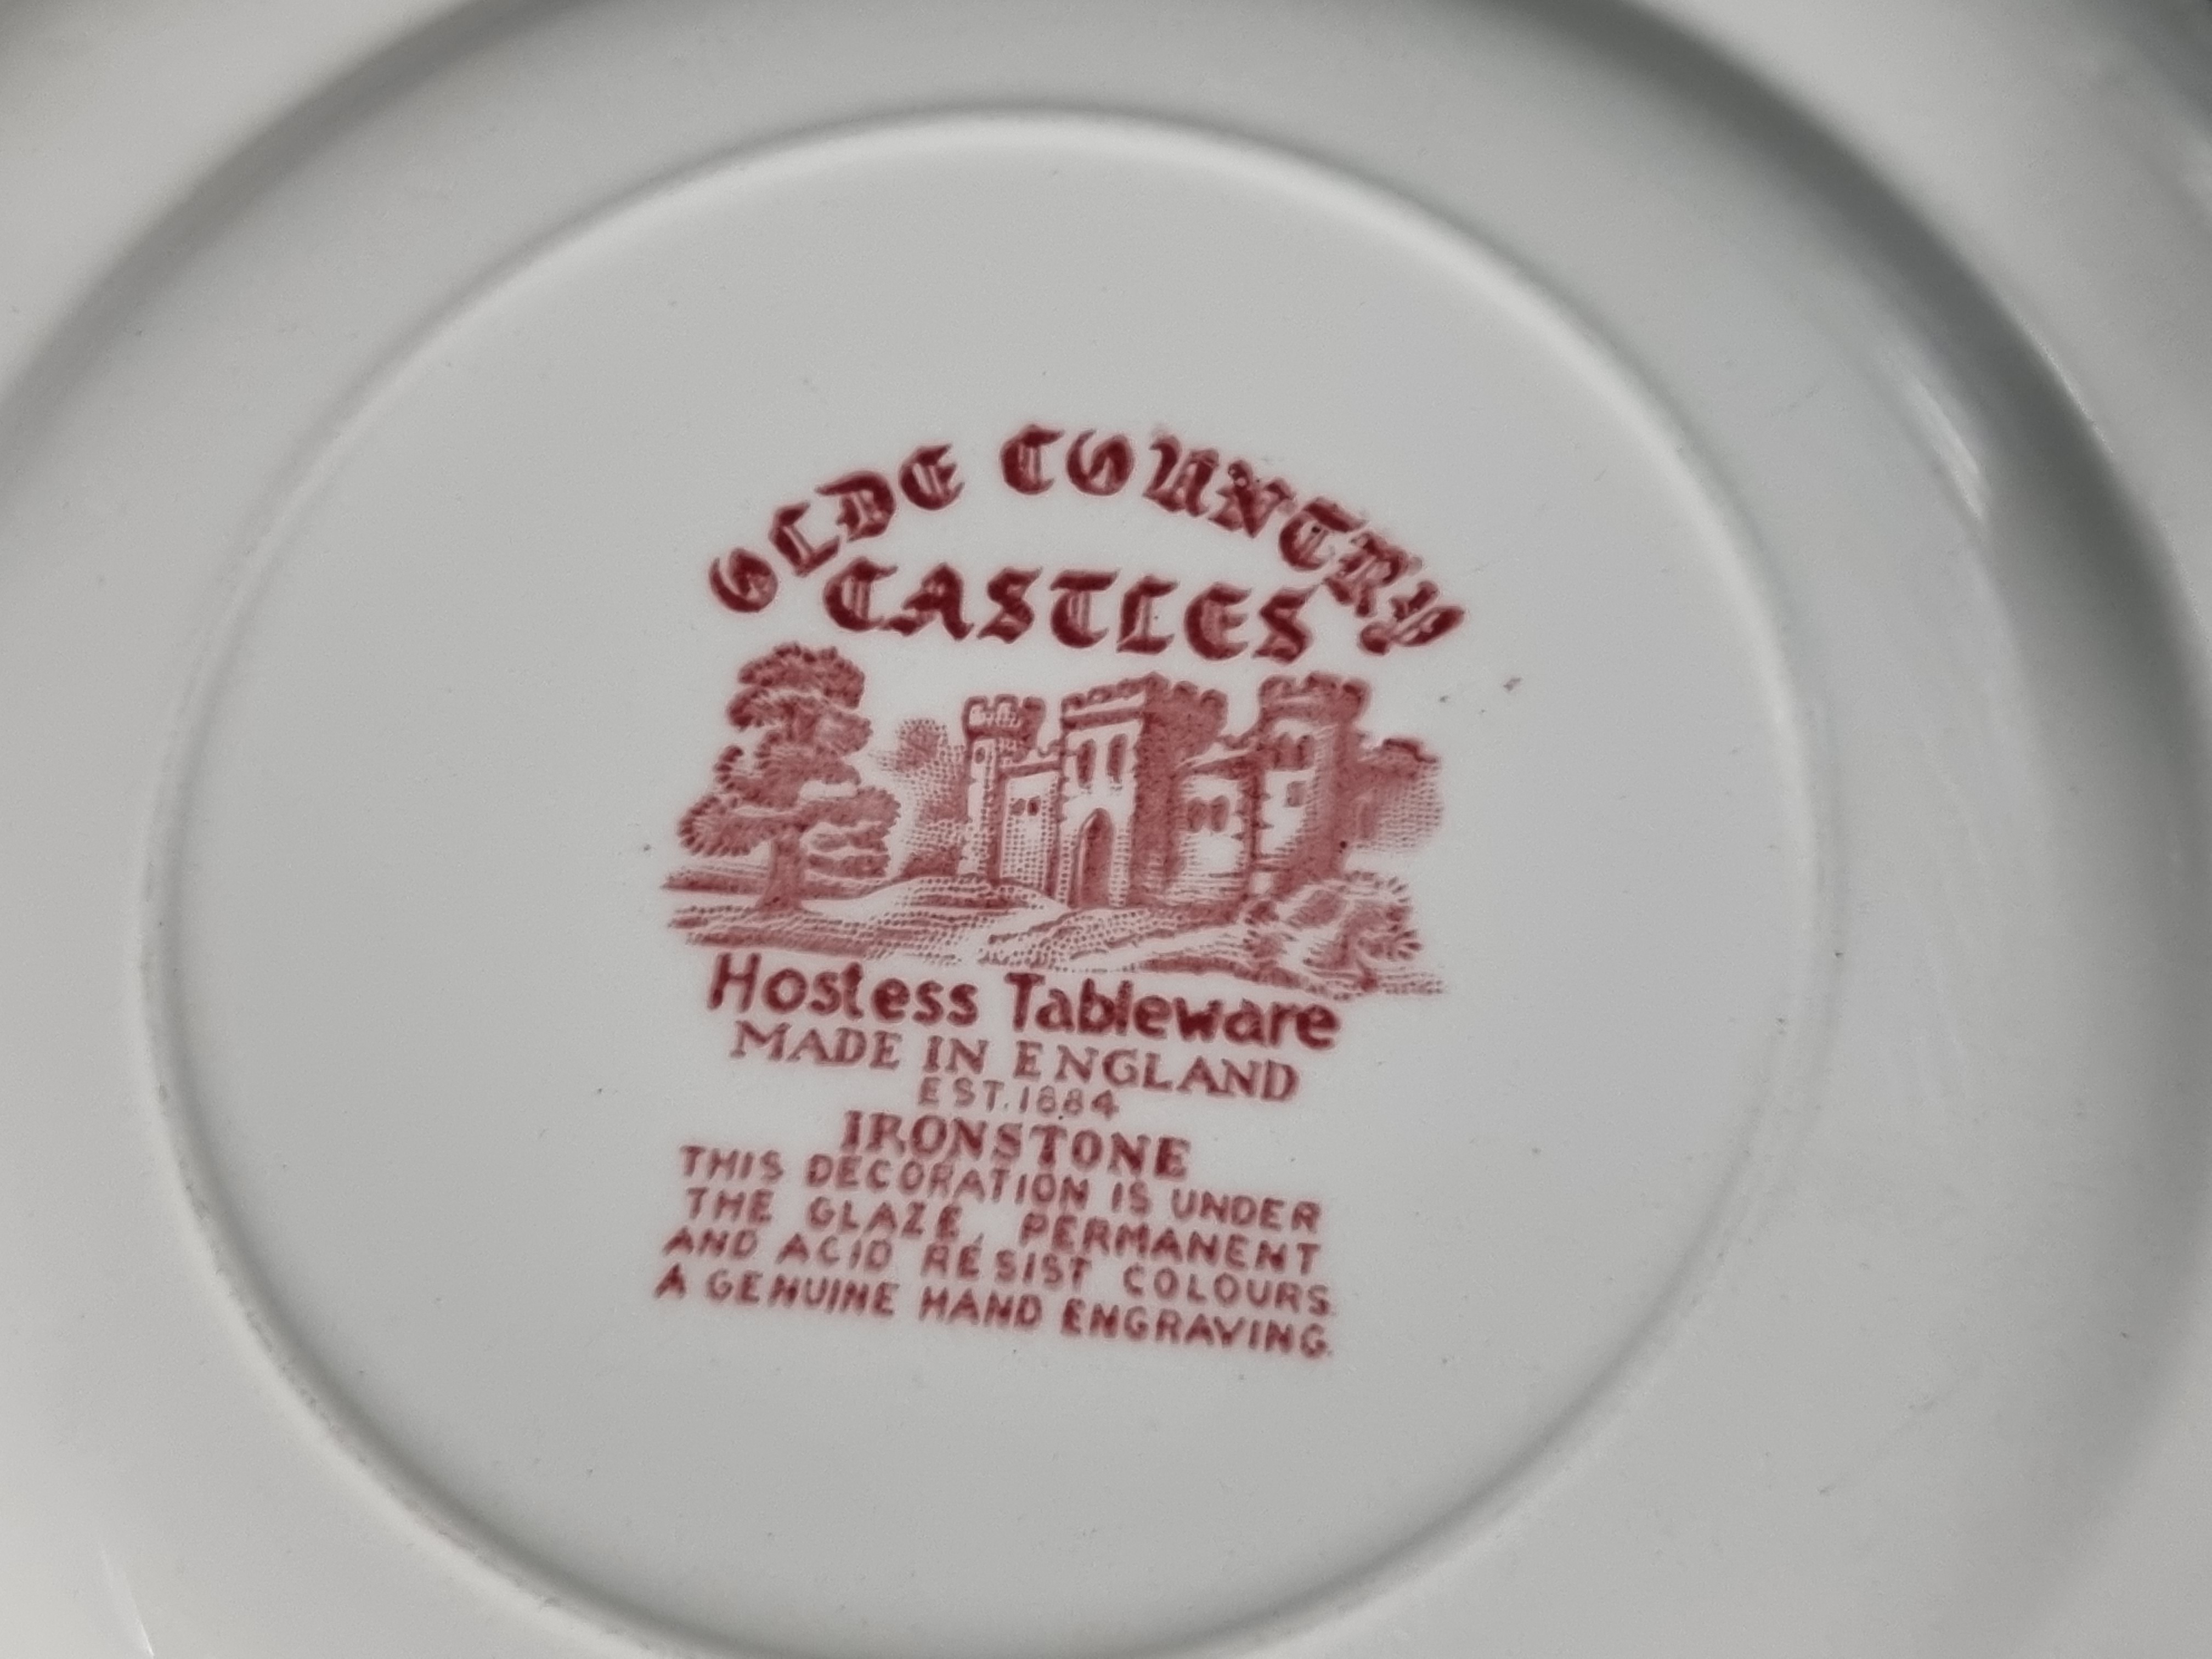 OLDE COUNTRY
CASTLES
Hostess Tableware
MADE IN ENGLAND
EST. 1884
IRONSTONE
THIS DECORATION IS UNDER
THE GLAZE, PERMANENT
AND ACID RESIST COLOURS.
A GENUINE HAND ENGRAVING.